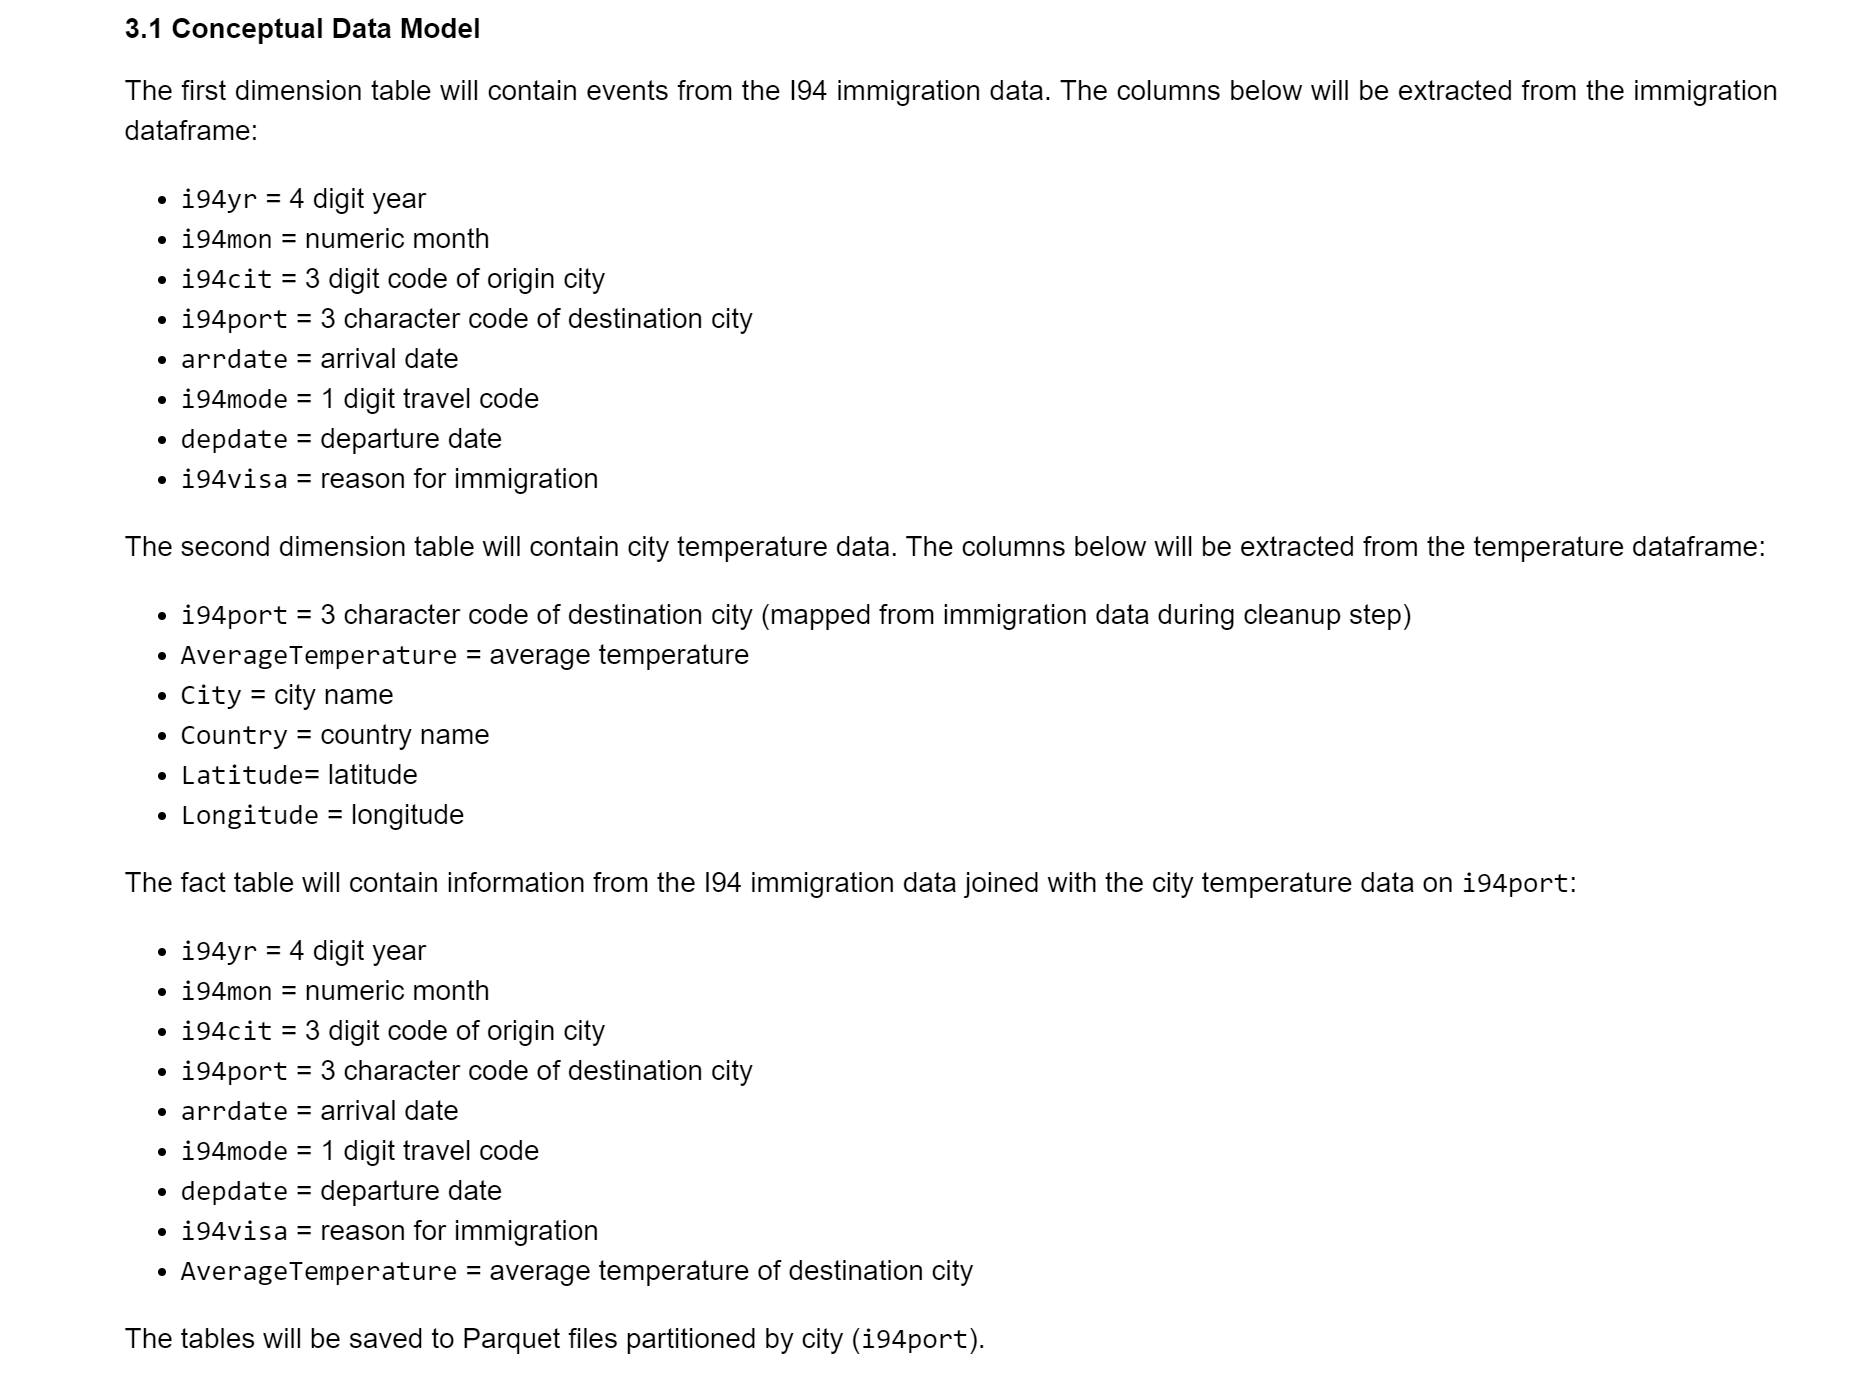 3.1 Conceptual Data Model
The first dimension table will contain events from the I94 immigration data. The columns below will be extracted from the immigration
dataframe:
• i94yr = 4 digit year
• i94mon = numeric month
• i94cit = 3 digit code of origin city
• i94port = 3 character code of destination city
• arrdate = arrival date
• i94mode = 1 digit travel code
• depdate = departure date
• i94visa = reason for immigration
The second dimension table will contain city temperature data. The columns below will be extracted from the temperature dataframe:
• i94port = 3 character code of destination city (mapped from immigration data during cleanup step)
• AverageTemperature = average temperature
• City = city name
• Country = country name
• Latitude= latitude
• Longitude = longitude
The fact table will contain information from the I94 immigration data joined with the city temperature data on i94port:
• i94yr = 4 digit year
• i94mon = numeric month
• i94cit = 3 digit code of origin city
• i94port = 3 character code of destination city
• arrdate = arrival date
• i94mode = 1 digit travel code
• depdate = departure date
• i94visa = reason for immigration
• AverageTemperature = average temperature of destination city
The tables will be saved to Parquet files partitioned by city (i94port).